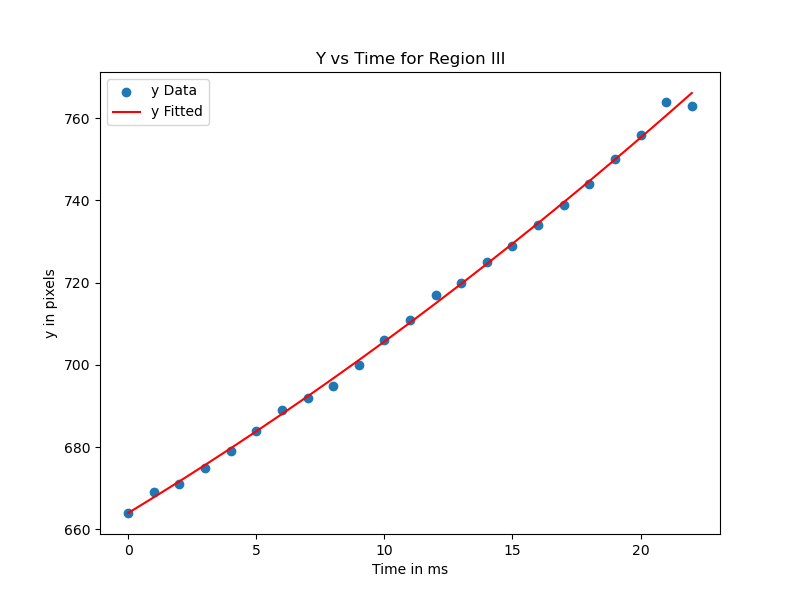 Y vs Time for Region III
y Data
y Fitted
y in pixels
760
740
720
700
680
660
0 5 10 15 20
Time in ms